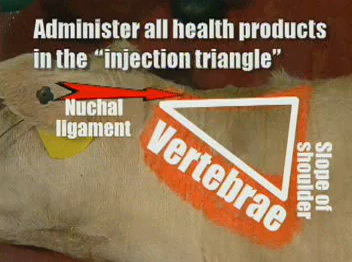 Administer all health products
in the “injection triangle”
Nuchal
ligament
Vertebrae
Slope of
Shoulder